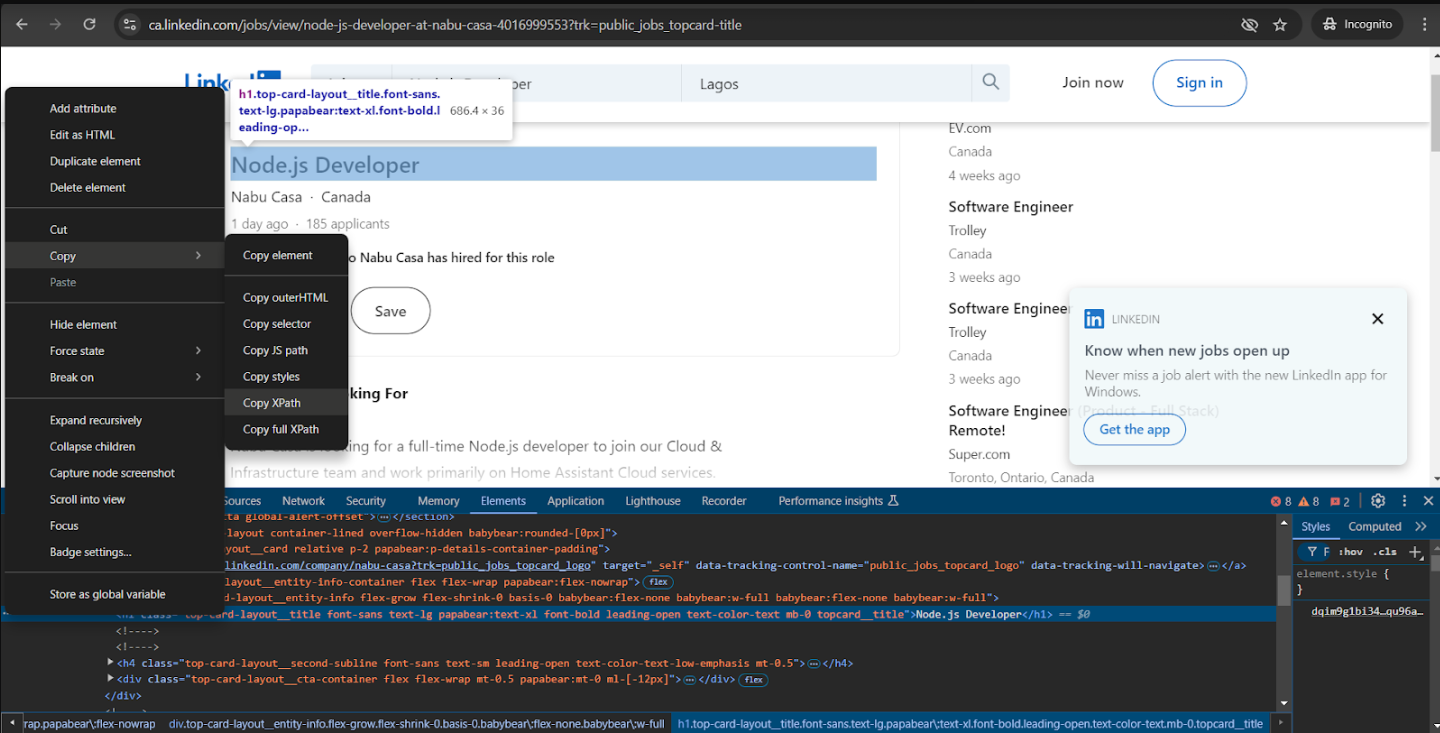 ca.linkedin.com/jobs/view/node-js-developer-at-nabu-casa-4016999553?trk=public_jobs_topcard-title
Incognito
Linked
Lagos
Join now
Sign in
h1.top-card-layout__title.font-sans.
text-lg.papabear:text-xl.font-bold.l
eading-op...
686.4 × 36
Node.js Developer
Nabu Casa · Canada
1 day ago · 185 applicants
Nabu Casa has hired for this role
Save
king For
king for a full-time Node.js developer to join our Cloud &
Infrastructure team and work primarily on Home Assistant Cloud services.
EV.com
Canada
4 weeks ago
Software Engineer
Trolley
Canada
3 weeks ago
Software Engineer
Trolley
Canada
3 weeks ago
Software Engineer (Product - Full Stack)
Remote!
Super.com
Toronto, Ontario, Canada
LINKEDIN
Know when new jobs open up
Never miss a job alert with the new LinkedIn app for
Windows.
Get the app
Add attribute
Edit as HTML
Duplicate element
Delete element
Cut
Copy
Paste
Hide element
Force state
Break on
Expand recursively
Collapse children
Capture node screenshot
Scroll into view
Focus
Badge settings...
Store as global variable
Copy element
Copy outerHTML
Copy selector
Copy JS path
Copy styles
Copy XPath
Copy full XPath
Sources Network Security Memory Elements Application Lighthouse Recorder Performance insights
8 8 2
ta global-alert-offset">…</section>
-layout container-lined overflow-hidden babybear:rounded-[0px]">
yout__card relative p-2 papabear:p-details-container-padding">
linkedin.com/company/nabu-casa?trk=public_jobs_topcard_logo" target="_self" data-tracking-control-name="public_jobs_topcard_logo" data-tracking-will-navigate>…</a>
-layout__entity-info-container flex flex-wrap papabear:flex-nowrap"> flex
rd-layout__entity-info flex-grow flex-shrink-0 basis-0 babybear:flex-none babybear:w-full babybear:flex-none babybear:w-full">
<h1 class="top-card-layout__title font-sans text-lg papabear:text-xl font-bold leading-open text-color-text mb-0 topcard__title">Node.js Developer</h1> == $0
<!---->
<!---->
<h4 class="top-card-layout__second-subline font-sans text-sm leading-open text-color-text-low-emphasis mt-0.5">…</h4>
<div class="top-card-layout__cta-container flex flex-wrap mt-0.5 papabear:mt-0 ml-[-12px]">…</div> flex
</div>
rap.papabear\:flex-nowrap div.top-card-layout__entity-info.flex-grow.flex-shrink-0.basis-0.babybear\:flex-none.babybear\:w-full h1.top-card-layout__title.font-sans.text-lg.papabear\:text-xl.font-bold.leading-open.text-color-text.mb-0.topcard__title
Styles Computed
F :hov .cls
element.style {
}
dqim9g1bi34…qu96a…